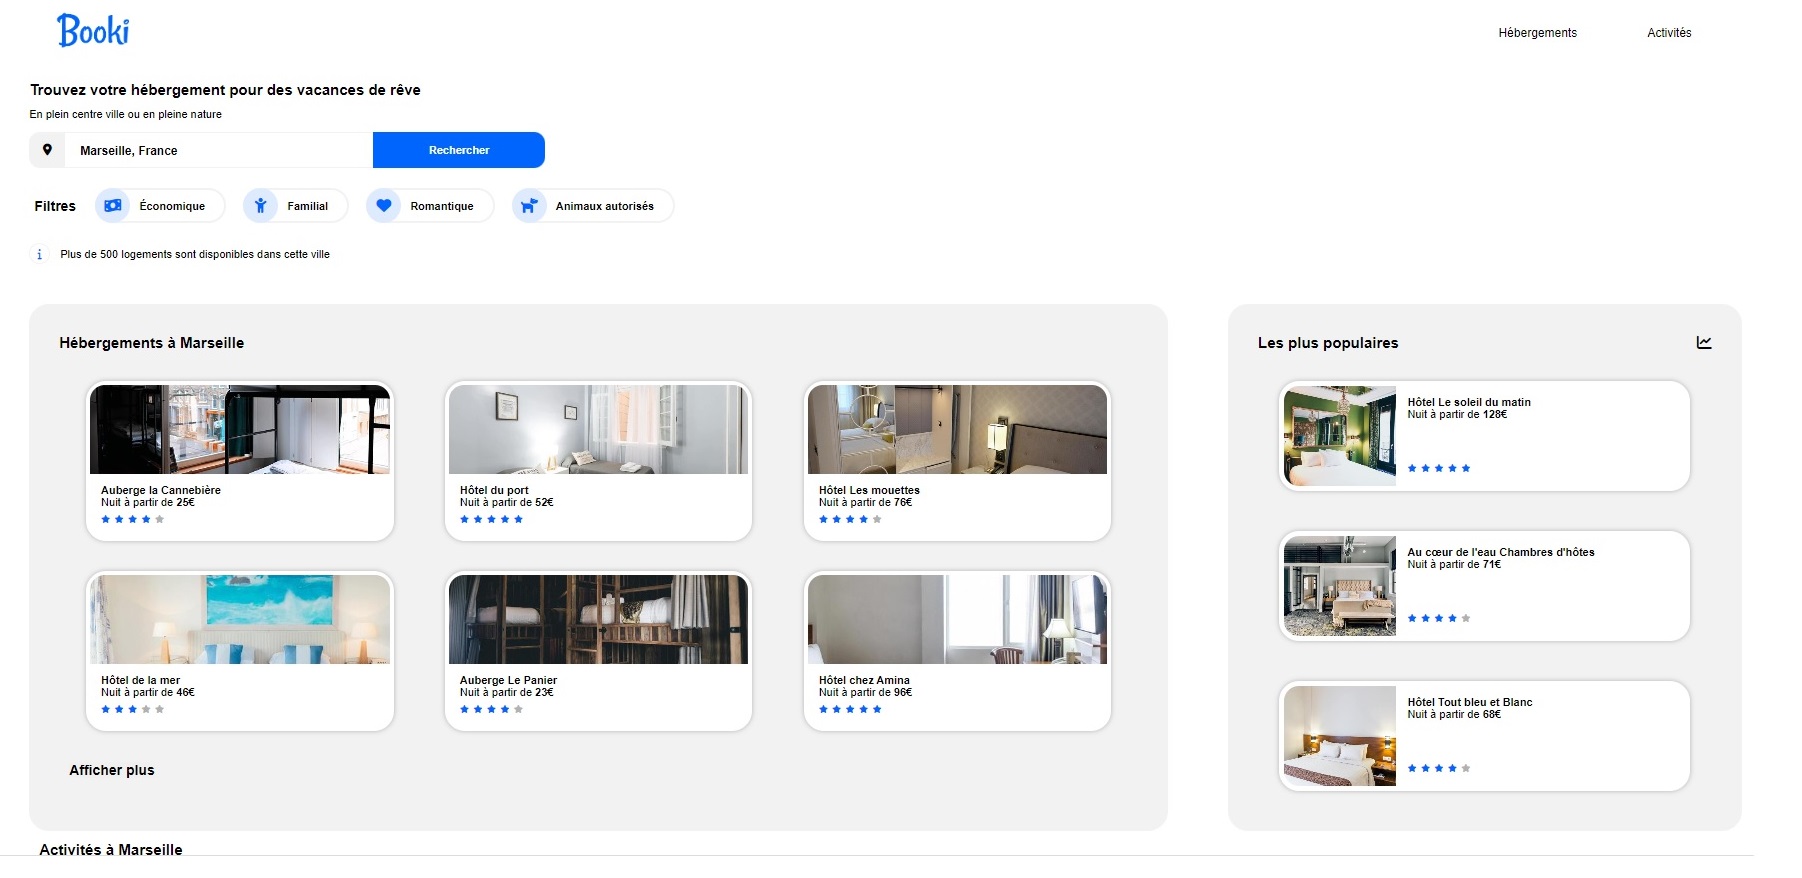 Booki
Hébergements
Activités
Trouvez votre hébergement pour des vacances de rêve
En plein centre ville ou en pleine nature
Marseille, France
Rechercher
Filtres
Économique
Familial
Romantique
Animaux autorisés
i
Plus de 500 logements sont disponibles dans cette ville
Hébergements à Marseille
Auberge la Cannebière
Nuit à partir de 25€
Hôtel du port
Nuit à partir de 52€
Hôtel Les mouettes
Nuit à partir de 76€
Hôtel de la mer
Nuit à partir de 46€
Auberge Le Panier
Nuit à partir de 23€
Hôtel chez Amina
Nuit à partir de 96€
Afficher plus
Les plus populaires
Hôtel Le soleil du matin
Nuit à partir de 128€
Au cœur de l'eau Chambres d'hôtes
Nuit à partir de 71€
Hôtel Tout bleu et Blanc
Nuit à partir de 68€
Activités à Marseille